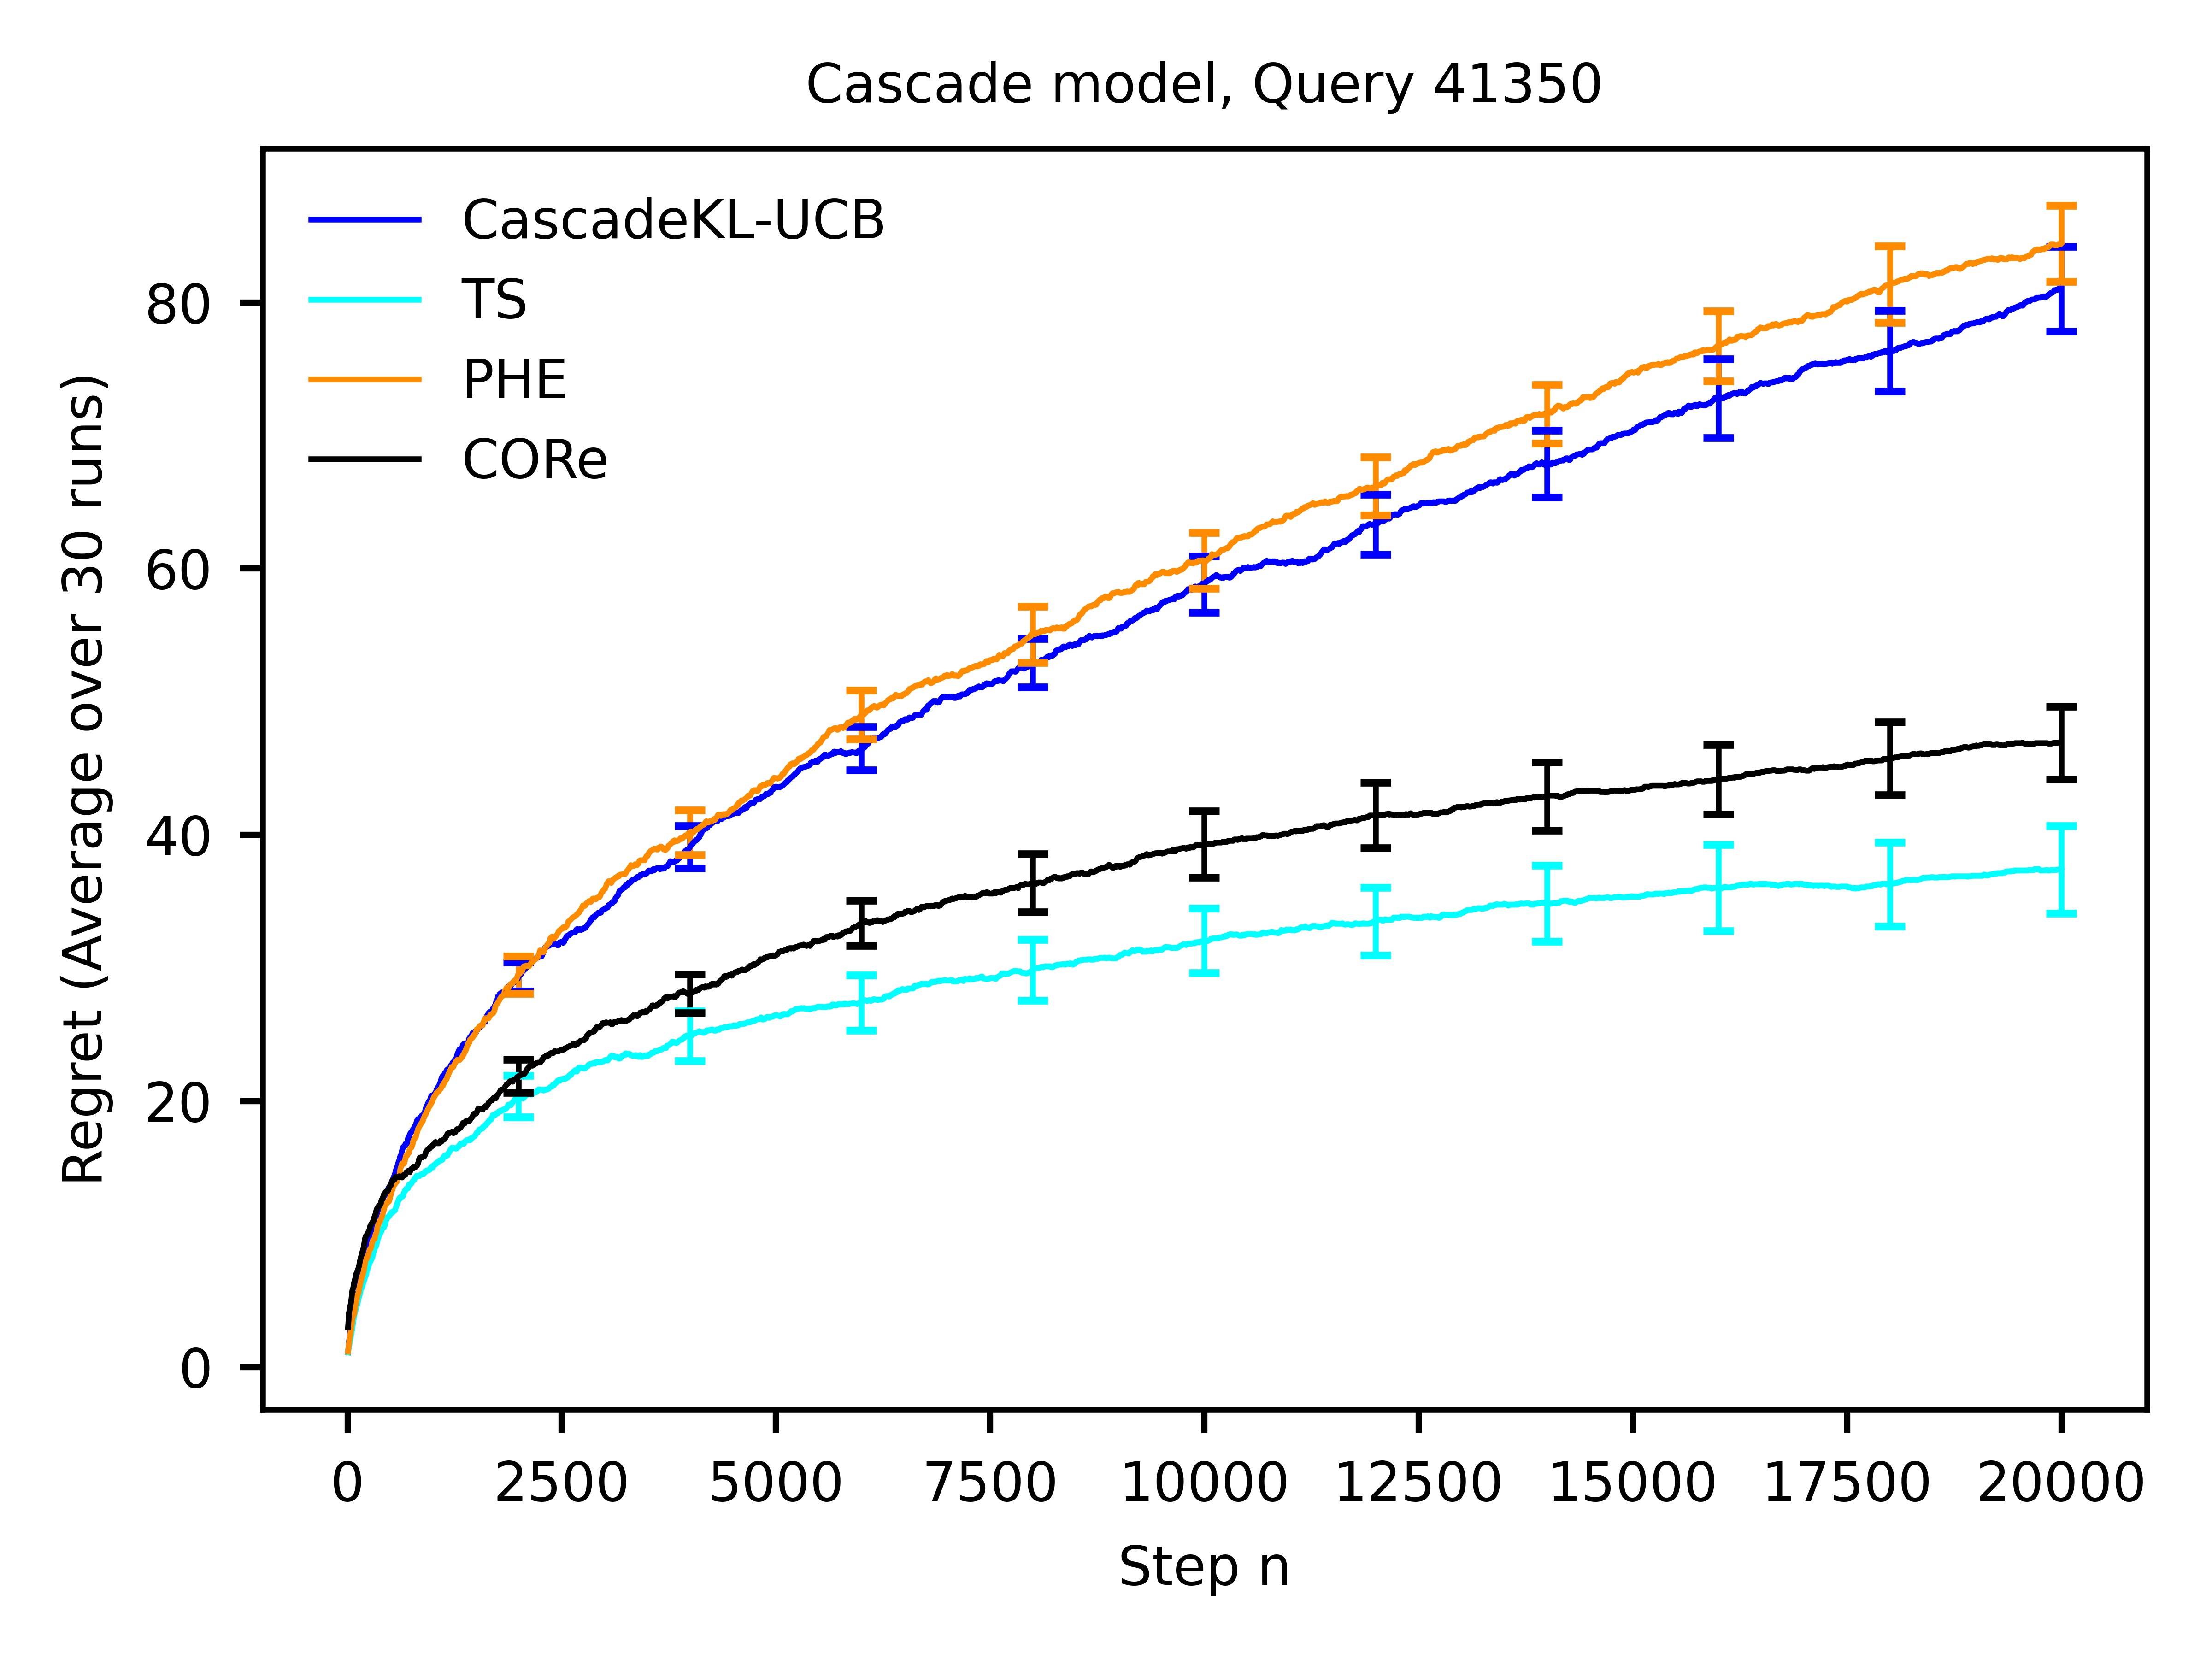 Cascade model, Query 41350
CascadeKL-UCB
TS
PHE
CORe
Regret (Average over 30 runs)
80
60
40
20
0
0 2500 5000 7500 10000 12500 15000 17500 20000
Step n